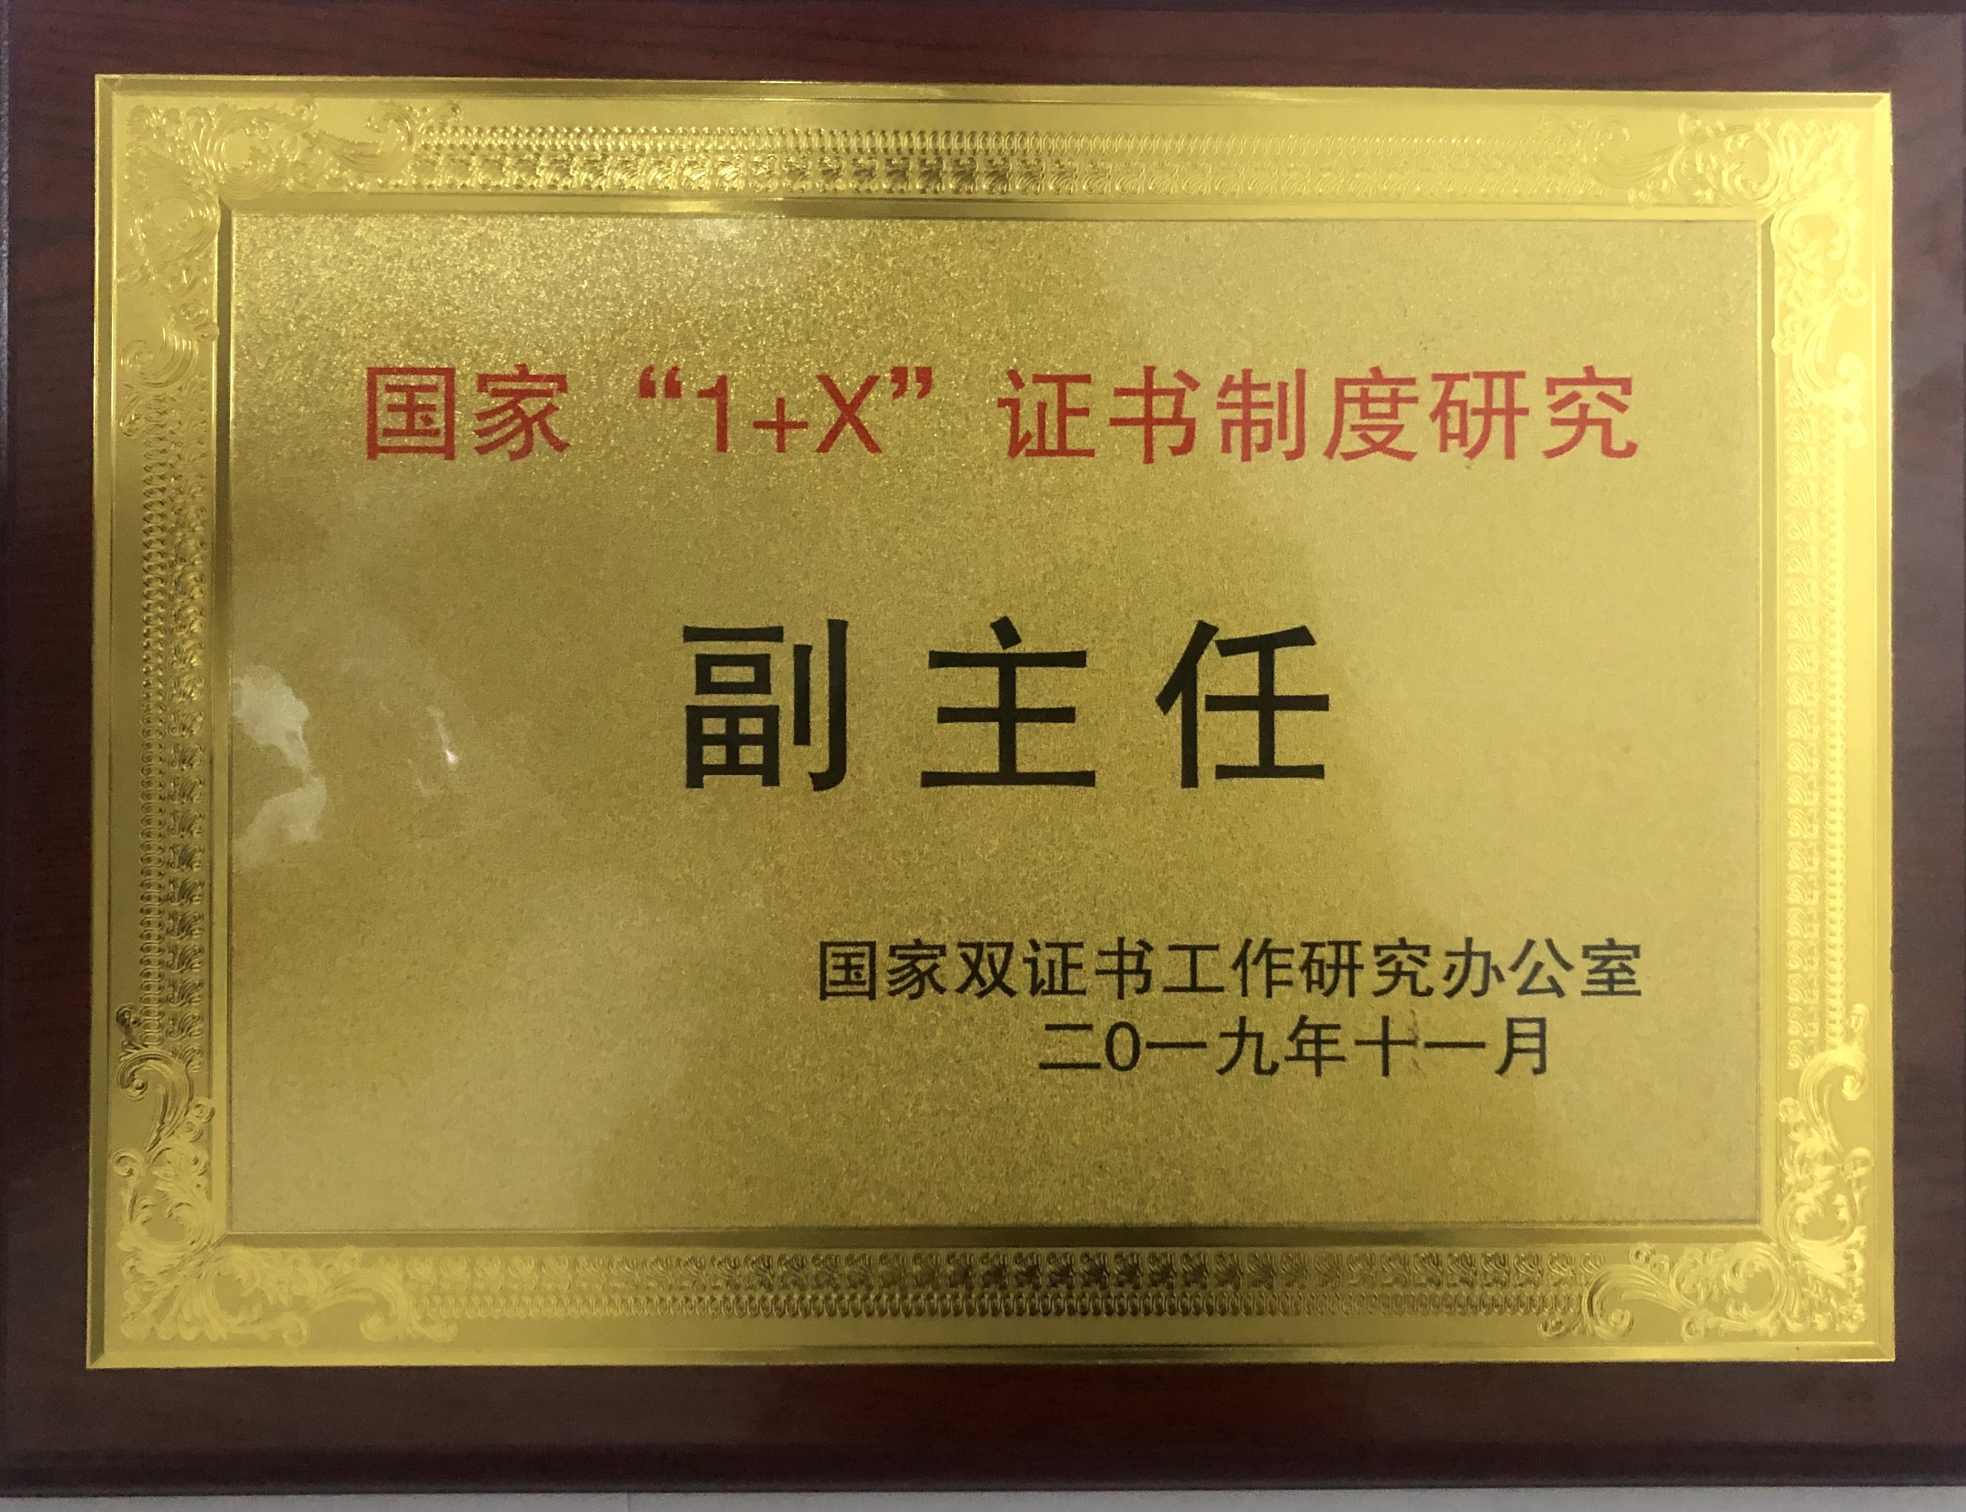 国家“1+X”证书制度研究
副主任
国家双证书工作研究办公室
二0一九年十一月